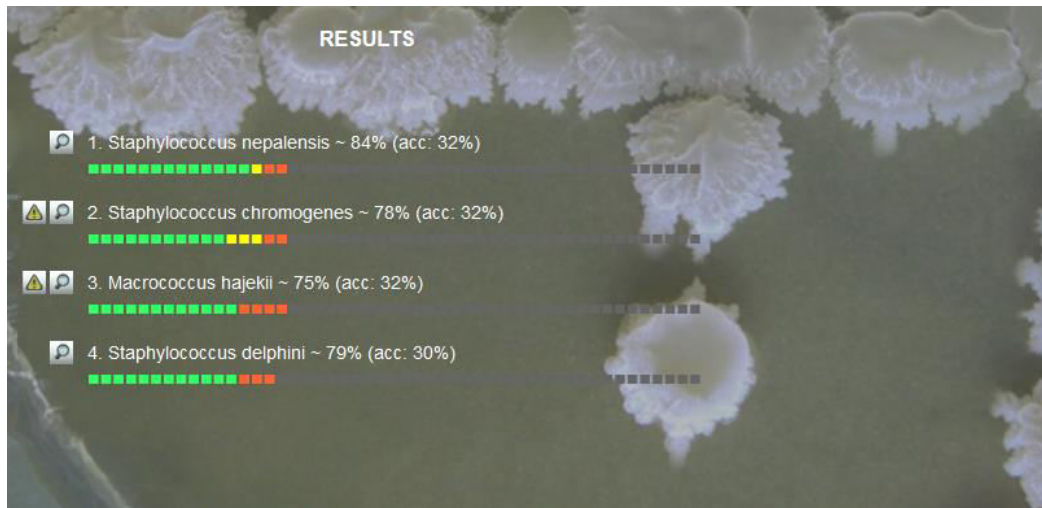 RESULTS
1. Staphylococcus nepalensis ~ 84% (acc: 32%)
2. Staphylococcus chromogenes ~ 78% (acc: 32%)
3. Macrococcus hajekii ~ 75% (acc: 32%)
4. Staphylococcus delphini ~ 79% (acc: 30%)